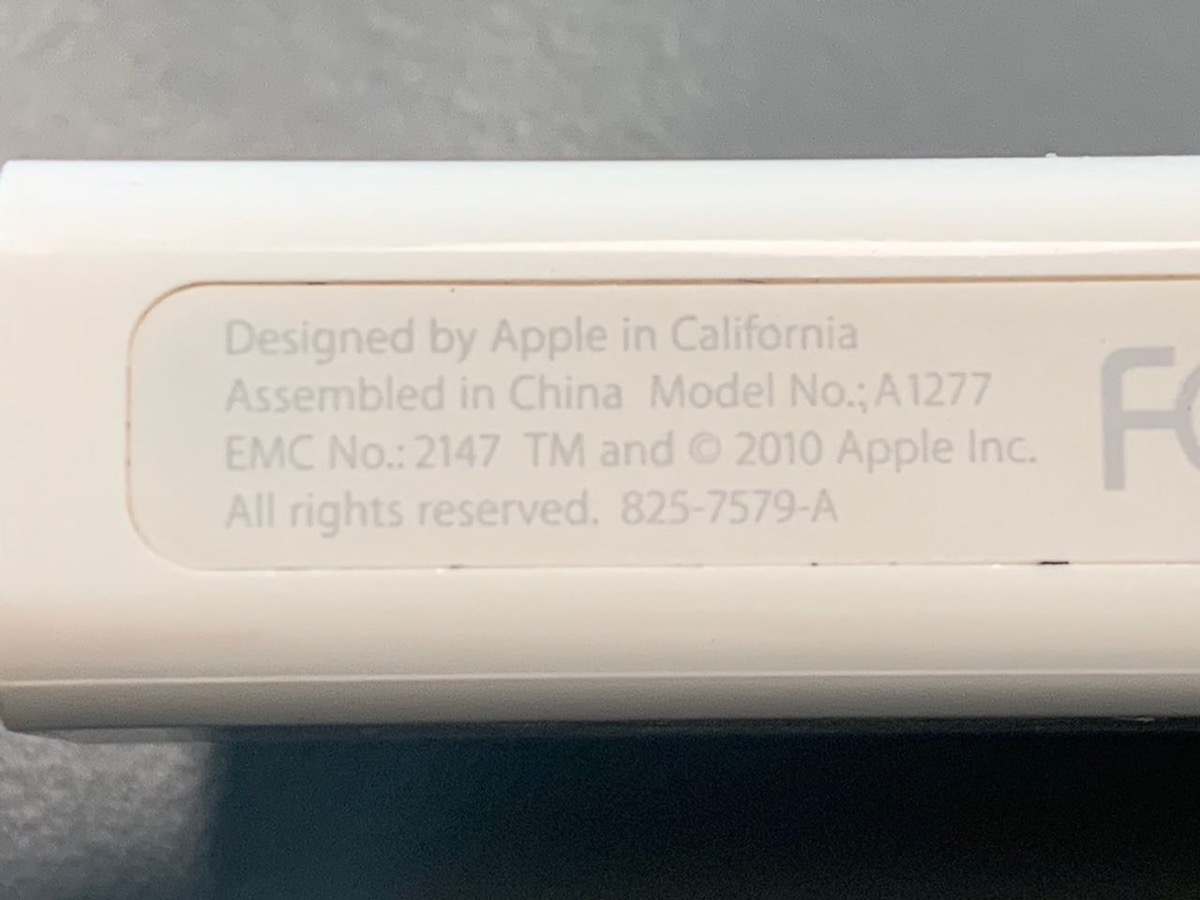 Designed by Apple in California
Assembled in China Model No.: A1277
EMC No.: 2147 TM and © 2010 Apple Inc.
All rights reserved. 825-7579-A